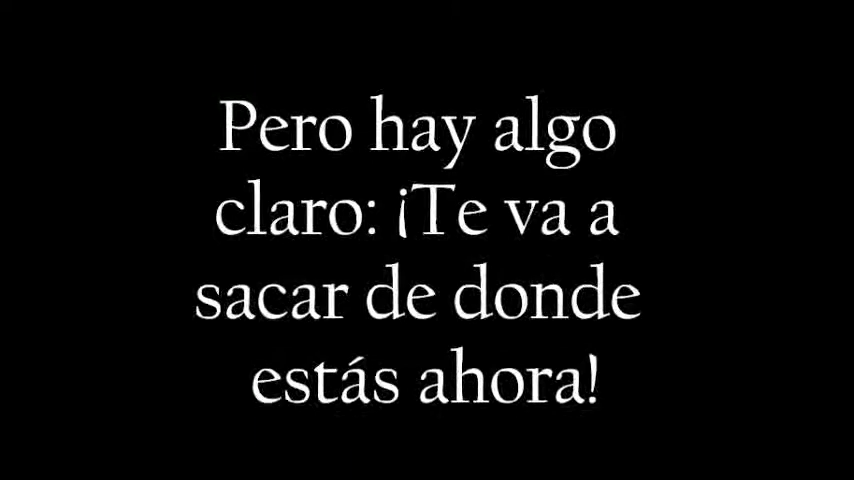 Pero hay algo
claro: ¡Te va a
sacar de donde
estás ahora!